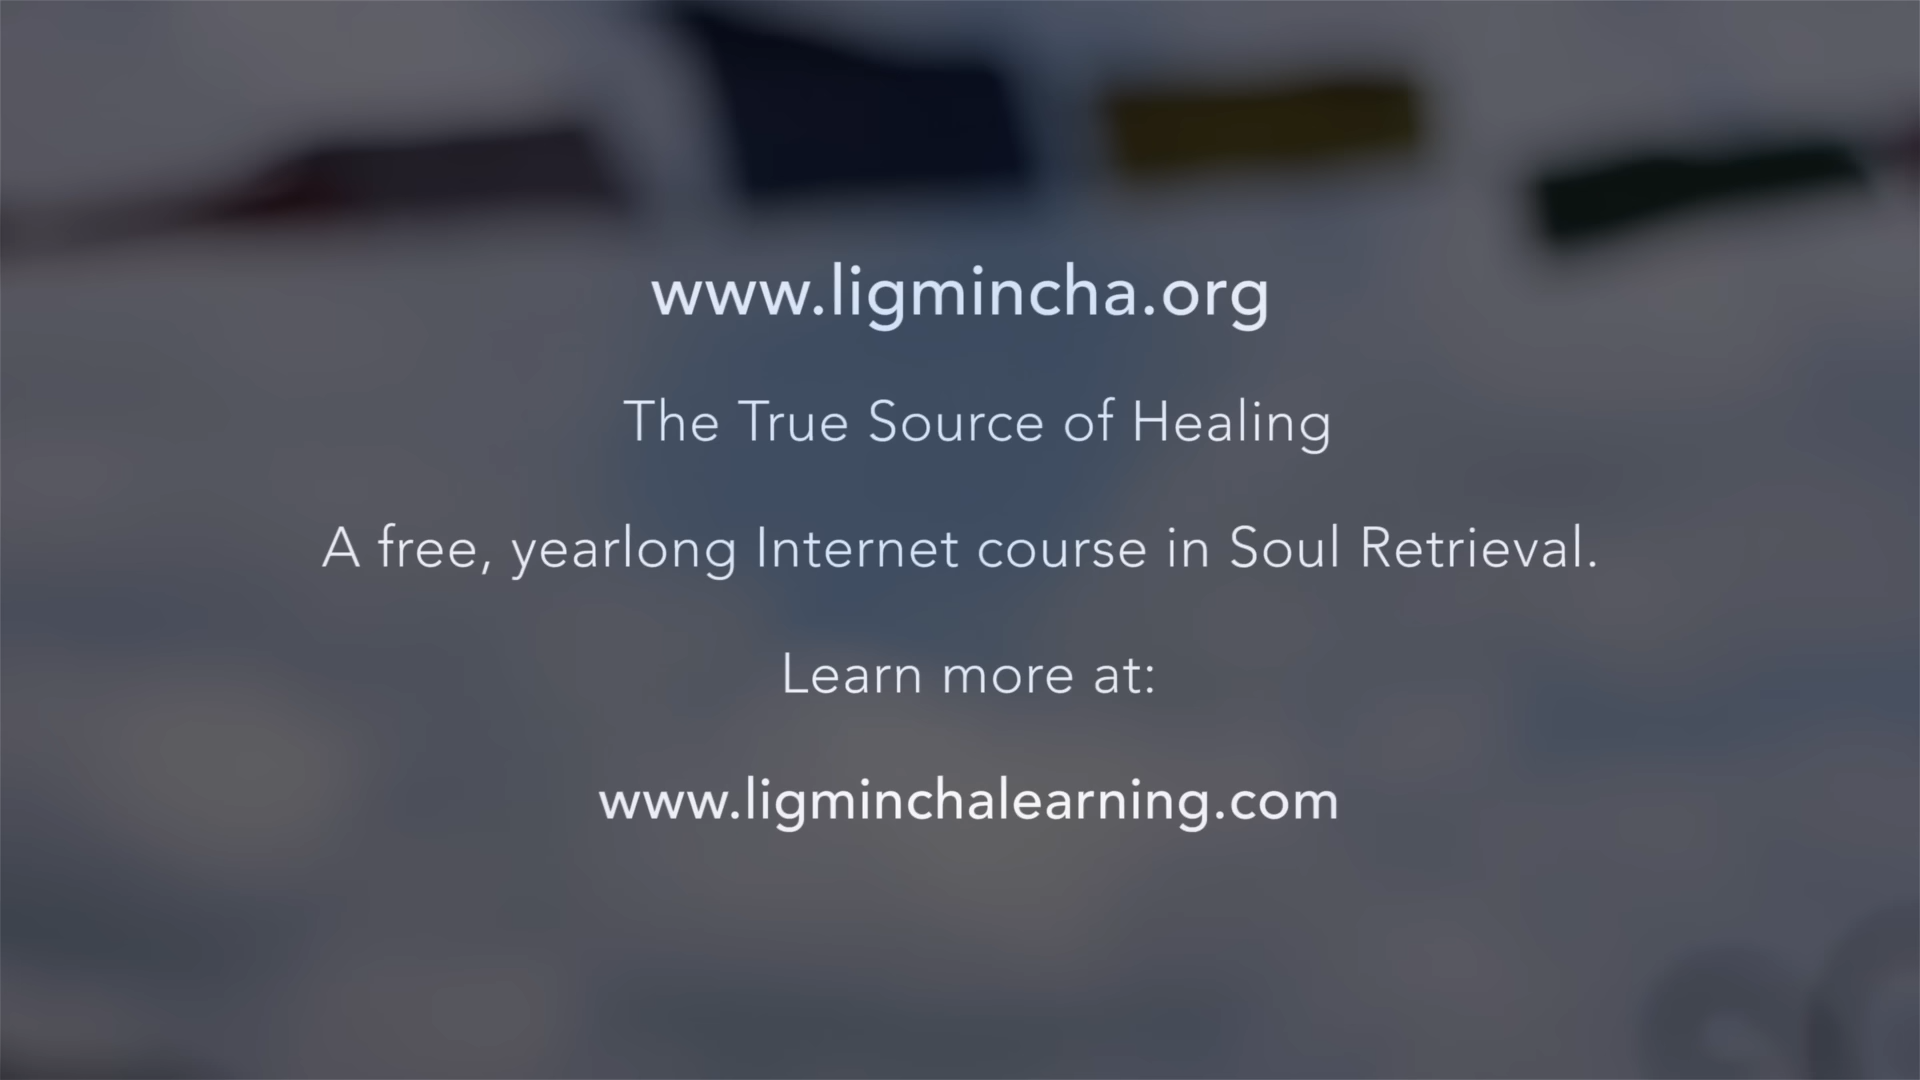 www.ligmincha.org
The True Source of Healing
A free, yearlong Internet course in Soul Retrieval.
Learn more at:
www.ligminchalearning.com